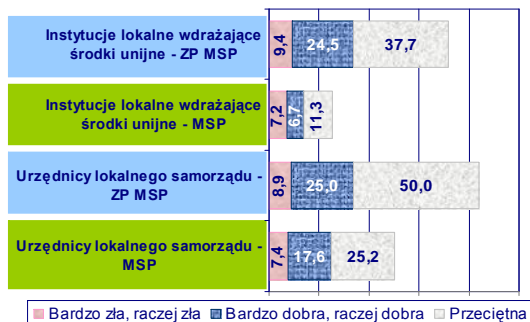 Instytucje lokalne wdrażające
środki unijne - ZP MSP
9,4 24,5 37,7
Instytucje lokalne wdrażające
środki unijne - MSP
7,2 6,7 11,3
Urzędnicy lokalnego samorządu -
ZP MSP
8,9 25,0 50,0
Urzędnicy lokalnego samorządu -
MSP
7,4 17,6 25,2
Bardzo zła, raczej zła Bardzo dobra, raczej dobra Przeciętna